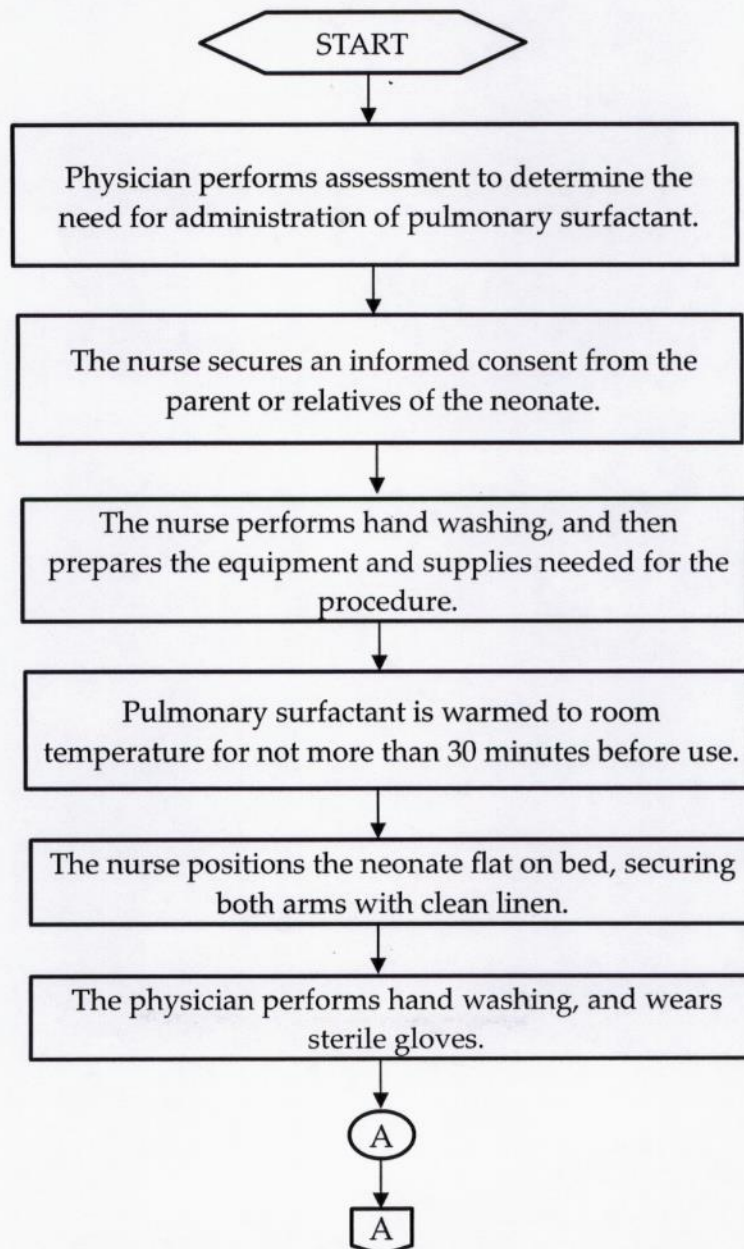 START
Physician performs assessment to determine the
need for administration of pulmonary surfactant.
The nurse secures an informed consent from the
parent or relatives of the neonate.
The nurse performs hand washing, and then
prepares the equipment and supplies needed for the
procedure.
Pulmonary surfactant is warmed to room
temperature for not more than 30 minutes before use.
The nurse positions the neonate flat on bed, securing
both arms with clean linen.
The physician performs hand washing, and wears
sterile gloves.
A
A